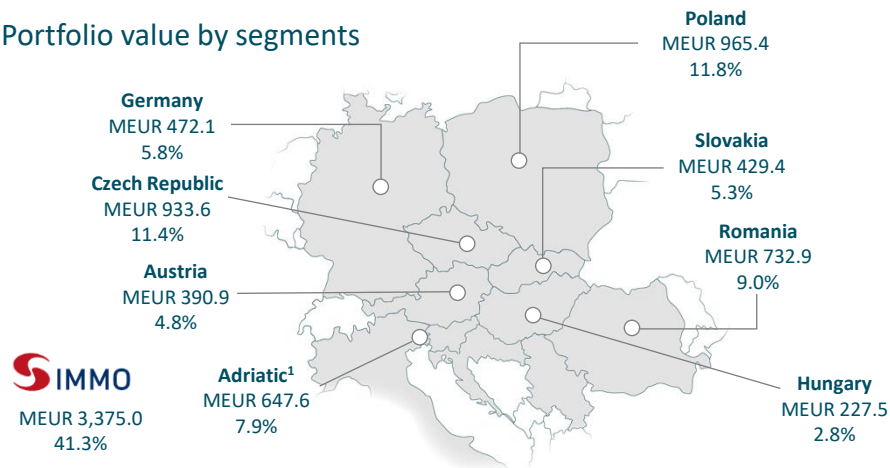 Portfolio value by segments
Poland
MEUR 965.4
11.8%
Germany
MEUR 472.1
5.8%
Slovakia
MEUR 429.4
5.3%
Czech Republic
MEUR 933.6
11.4%
Romania
MEUR 732.9
9.0%
Austria
MEUR 390.9
4.8%
S IMMO
MEUR 3,375.0
41.3%
Adriatic¹
MEUR 647.6
7.9%
Hungary
MEUR 227.5
2.8%